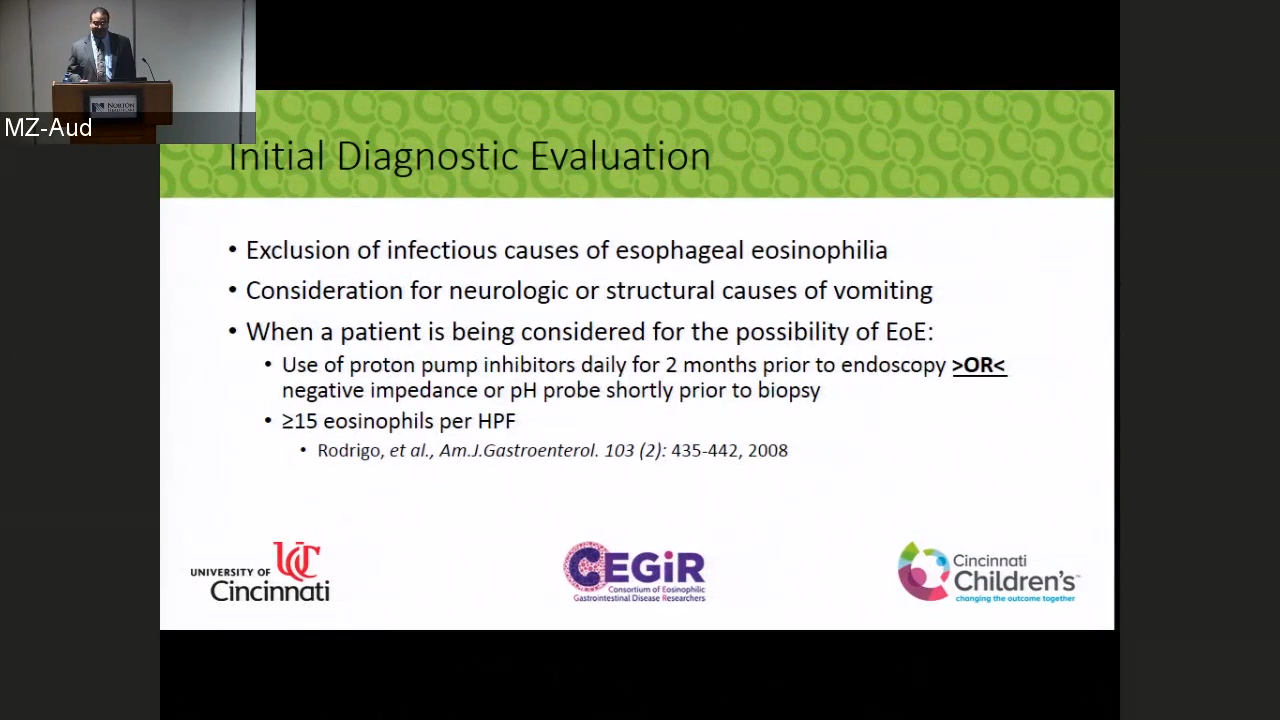 NORTON
MZ-Aud
Initial Diagnostic Evaluation
• Exclusion of infectious causes of esophageal eosinophilia
• Consideration for neurologic or structural causes of vomiting
• When a patient is being considered for the possibility of EoE:
• Use of proton pump inhibitors daily for 2 months prior to endoscopy >OR<
negative impedance or pH probe shortly prior to biopsy
• ≥15 eosinophils per HPF
• Rodrigo, et al., Am.J.Gastroenterol. 103 (2): 435-442, 2008
UC
UNIVERSITY OF
Cincinnati
CEGiR
Consortium of Eosinophilic
Gastrointestinal Disease Researchers
Cincinnati
Children's™
changing the outcome together